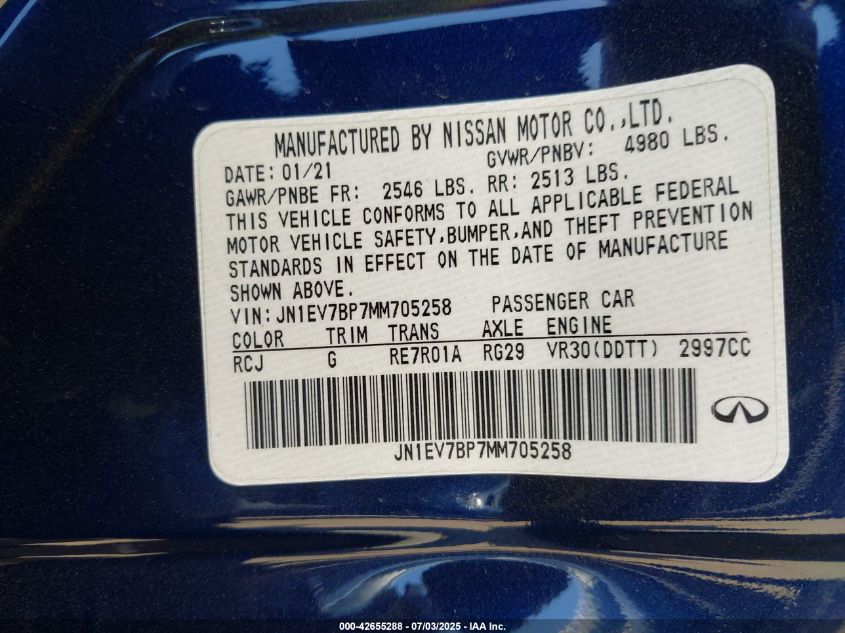 MANUFACTURED BY NISSAN MOTOR CO.,LTD.
DATE: 01/21 GVWR/PNBV: 4980 LBS.
GAWR/PNBE FR: 2546 LBS. RR: 2513 LBS.
THIS VEHICLE CONFORMS TO ALL APPLICABLE FEDERAL
MOTOR VEHICLE SAFETY,BUMPER,AND THEFT PREVENTION
STANDARDS IN EFFECT ON THE DATE OF MANUFACTURE
SHOWN ABOVE.
VIN:JN1EV7BP7MM705258 PASSENGER CAR
COLOR TRIM TRANS AXLE ENGINE
RCJ G RE7R01A RG29 VR30(DDTT) 2997CC
JN1EV7BP7MM705258
000-42655288 - 07/03/2025 - © IAA Inc.